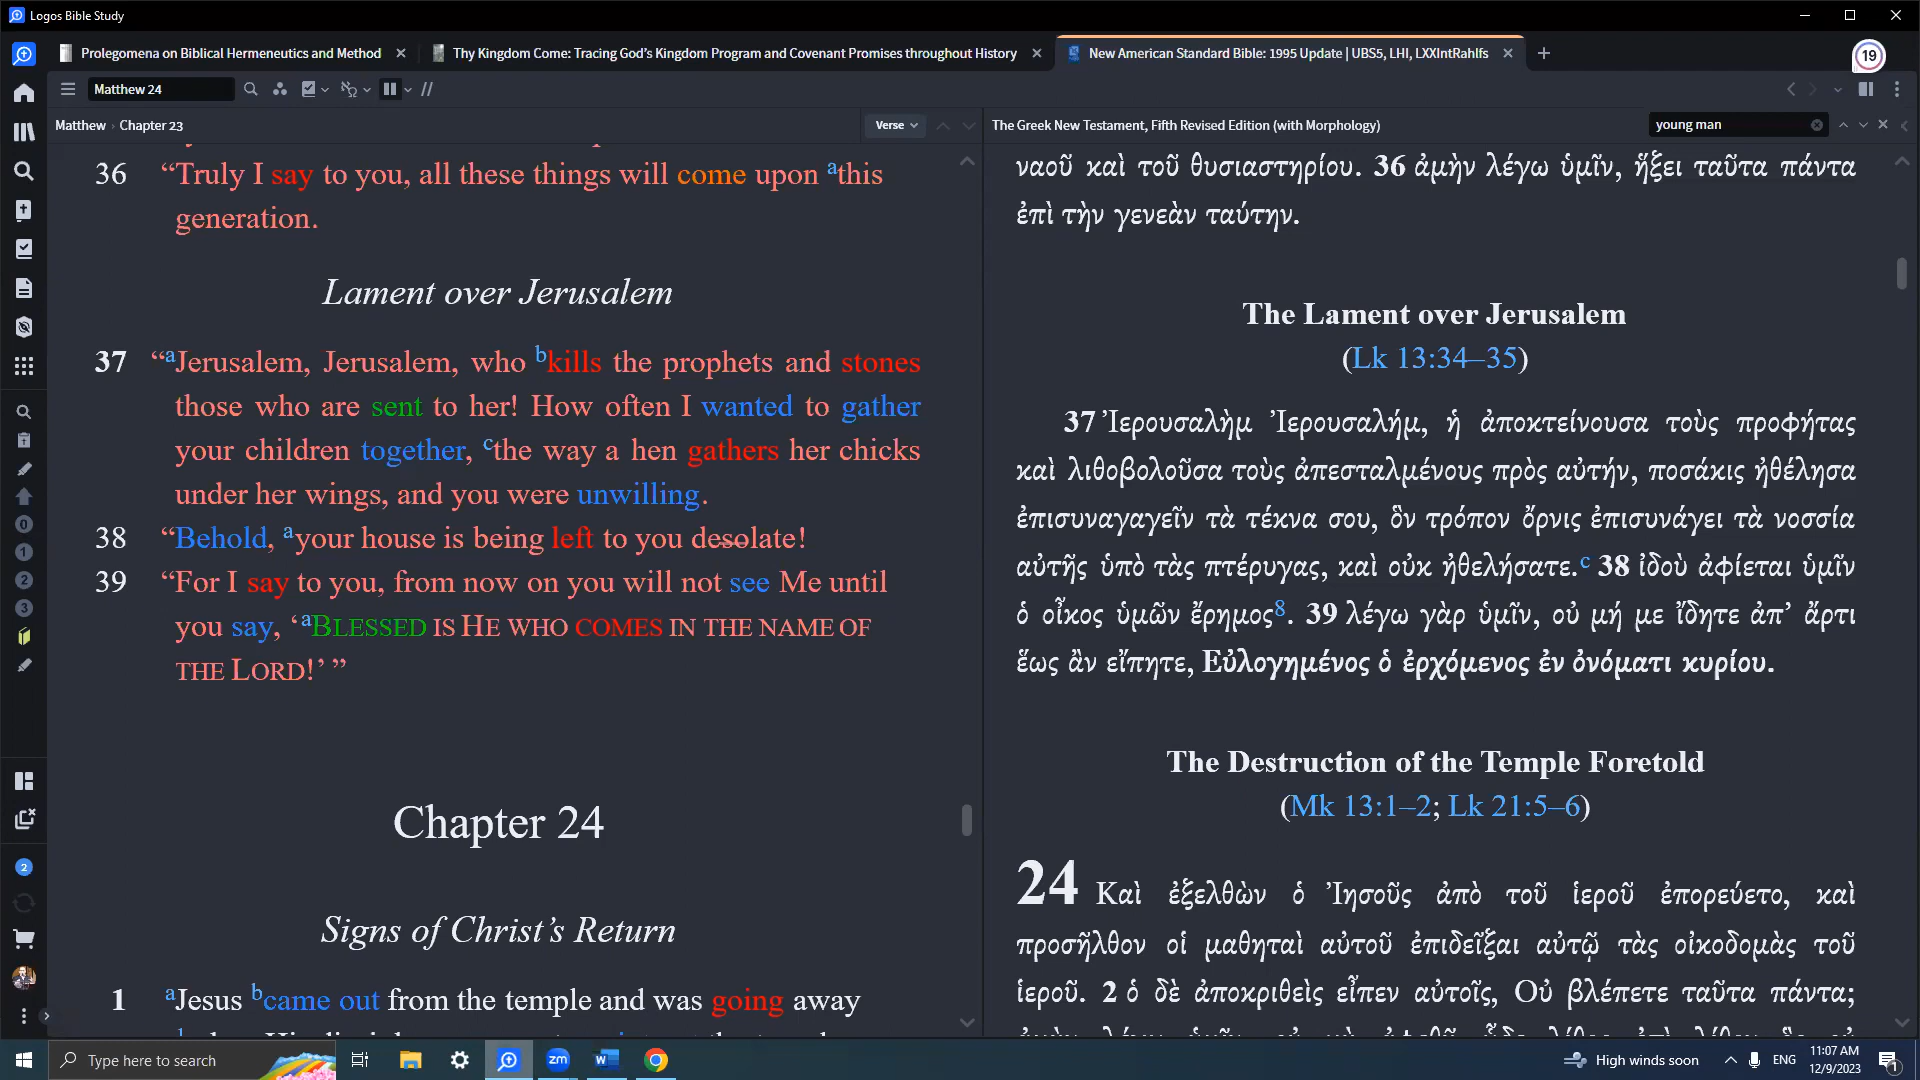 Logos Bible Study
Prolegomena on Biblical Hermeneutics and Method
Thy Kingdom Come: Tracing God's Kingdom Program and Covenant Promises throughout History
New American Standard Bible: 1995 Update | UBS5, LHI, LXXIntRahlfs
19
Matthew 24
Matthew › Chapter 23
Verse
36 “Truly I say to you, all these things will come upon ᵃthis
generation.
Lament over Jerusalem
37 “ᵃJerusalem, Jerusalem, who ᵇkills the prophets and stones
those who are sent to her! How often I wanted to gather
your children together, ᶜthe way a hen gathers her chicks
under her wings, and you were unwilling.
38 “Behold, ᵃyour house is being left to you desolate!
39 “For I say to you, from now on you will not see Me until
you say, ‘ᵃBLESSED IS HE WHO COMES IN THE NAME OF
THE LORD!’ ”
Chapter 24
Signs of Christ’s Return
1 ᵃJesus ᵇcame out from the temple and was going away
The Greek New Testament, Fifth Revised Edition (with Morphology)
young man
ναοῦ καὶ τοῦ θυσιαστηρίου. 36 ἀμὴν λέγω ὑμῖν, ἥξει ταῦτα πάντα
ἐπὶ τὴν γενεὰν ταύτην.
The Lament over Jerusalem
(Lk 13:34–35)
37 Ἰερουσαλὴμ Ἰερουσαλήμ, ἡ ἀποκτείνουσα τοὺς προφήτας
καὶ λιθοβολοῦσα τοὺς ἀπεσταλμένους πρὸς αὐτήν, ποσάκις ἠθέλησα
ἐπισυναγαγεῖν τὰ τέκνα σου, ὃν τρόπον ὄρνις ἐπισυνάγει τὰ νοσσία
αὐτῆς ὑπὸ τὰς πτέρυγας, καὶ οὐκ ἠθελήσατε.ᶜ 38 ἰδοὺ ἀφίεται ὑμῖν
ὁ οἶκος ὑμῶν ἔρημος⁸. 39 λέγω γὰρ ὑμῖν, οὐ μή με ἴδητε ἀπ’ ἄρτι
ἕως ἂν εἴπητε, Εὐλογημένος ὁ ἐρχόμενος ἐν ὀνόματι κυρίου.
The Destruction of the Temple Foretold
(Mk 13:1–2; Lk 21:5–6)
24 Καὶ ἐξελθὼν ὁ Ἰησοῦς ἀπὸ τοῦ ἱεροῦ ἐπορεύετο, καὶ
προσῆλθον οἱ μαθηταὶ αὐτοῦ ἐπιδεῖξαι αὐτῷ τὰς οἰκοδομὰς τοῦ
ἱεροῦ. 2 ὁ δὲ ἀποκριθεὶς εἶπεν αὐτοῖς, Οὐ βλέπετε ταῦτα πάντα;
0
1
2
3
2
Type here to search
zm
High winds soon
ENG
11:07 AM
12/9/2023
1